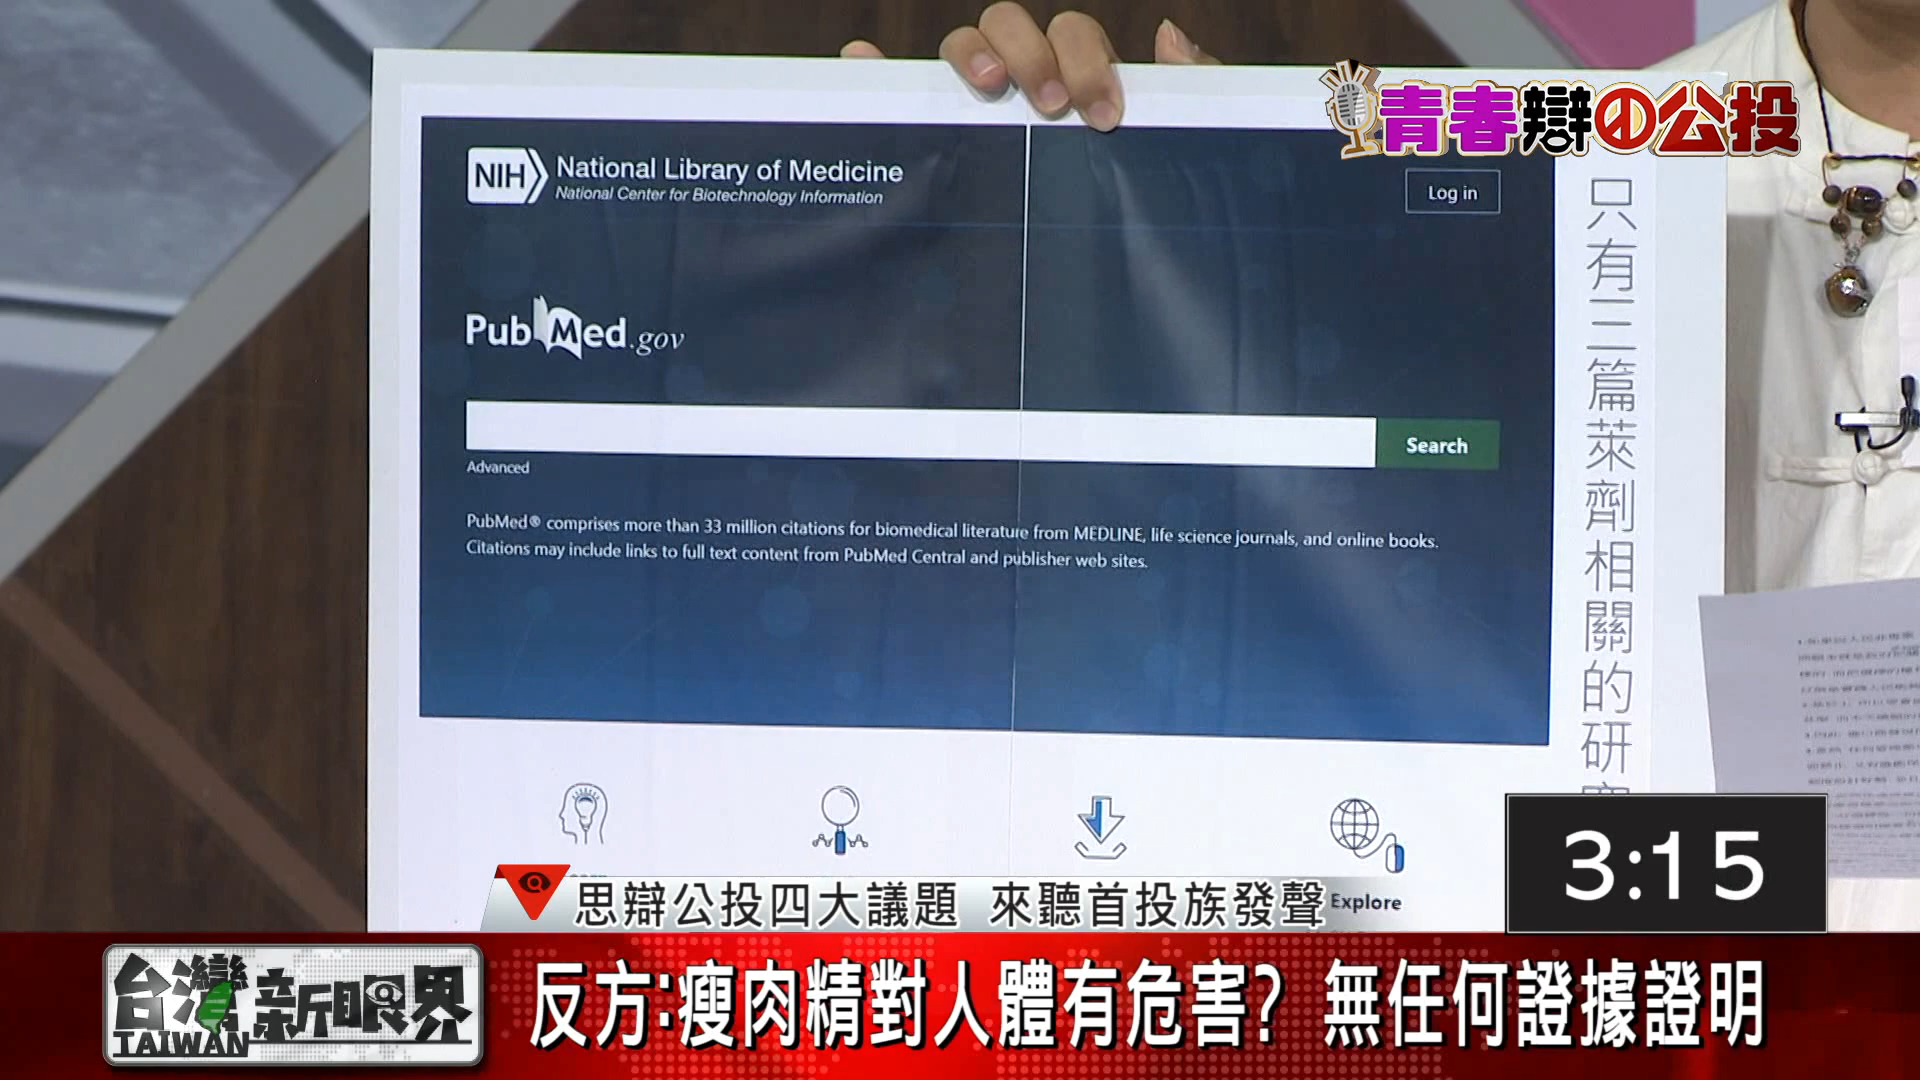 青春辯の公投
NIH National Library of Medicine
National Center for Biotechnology Information
Log in
PubMed.gov
Search
Advanced
PubMed® comprises more than 33 million citations for biomedical literature from MEDLINE, life science journals, and online books.
Citations may include links to full text content from PubMed Central and publisher web sites.
只有二篇萊劑相關的研
Explore
3:15
思辯公投四大議題 來聽首投族發聲
台灣新眼界
TAIWAN
反方:瘦肉精對人體有危害? 無任何證據證明